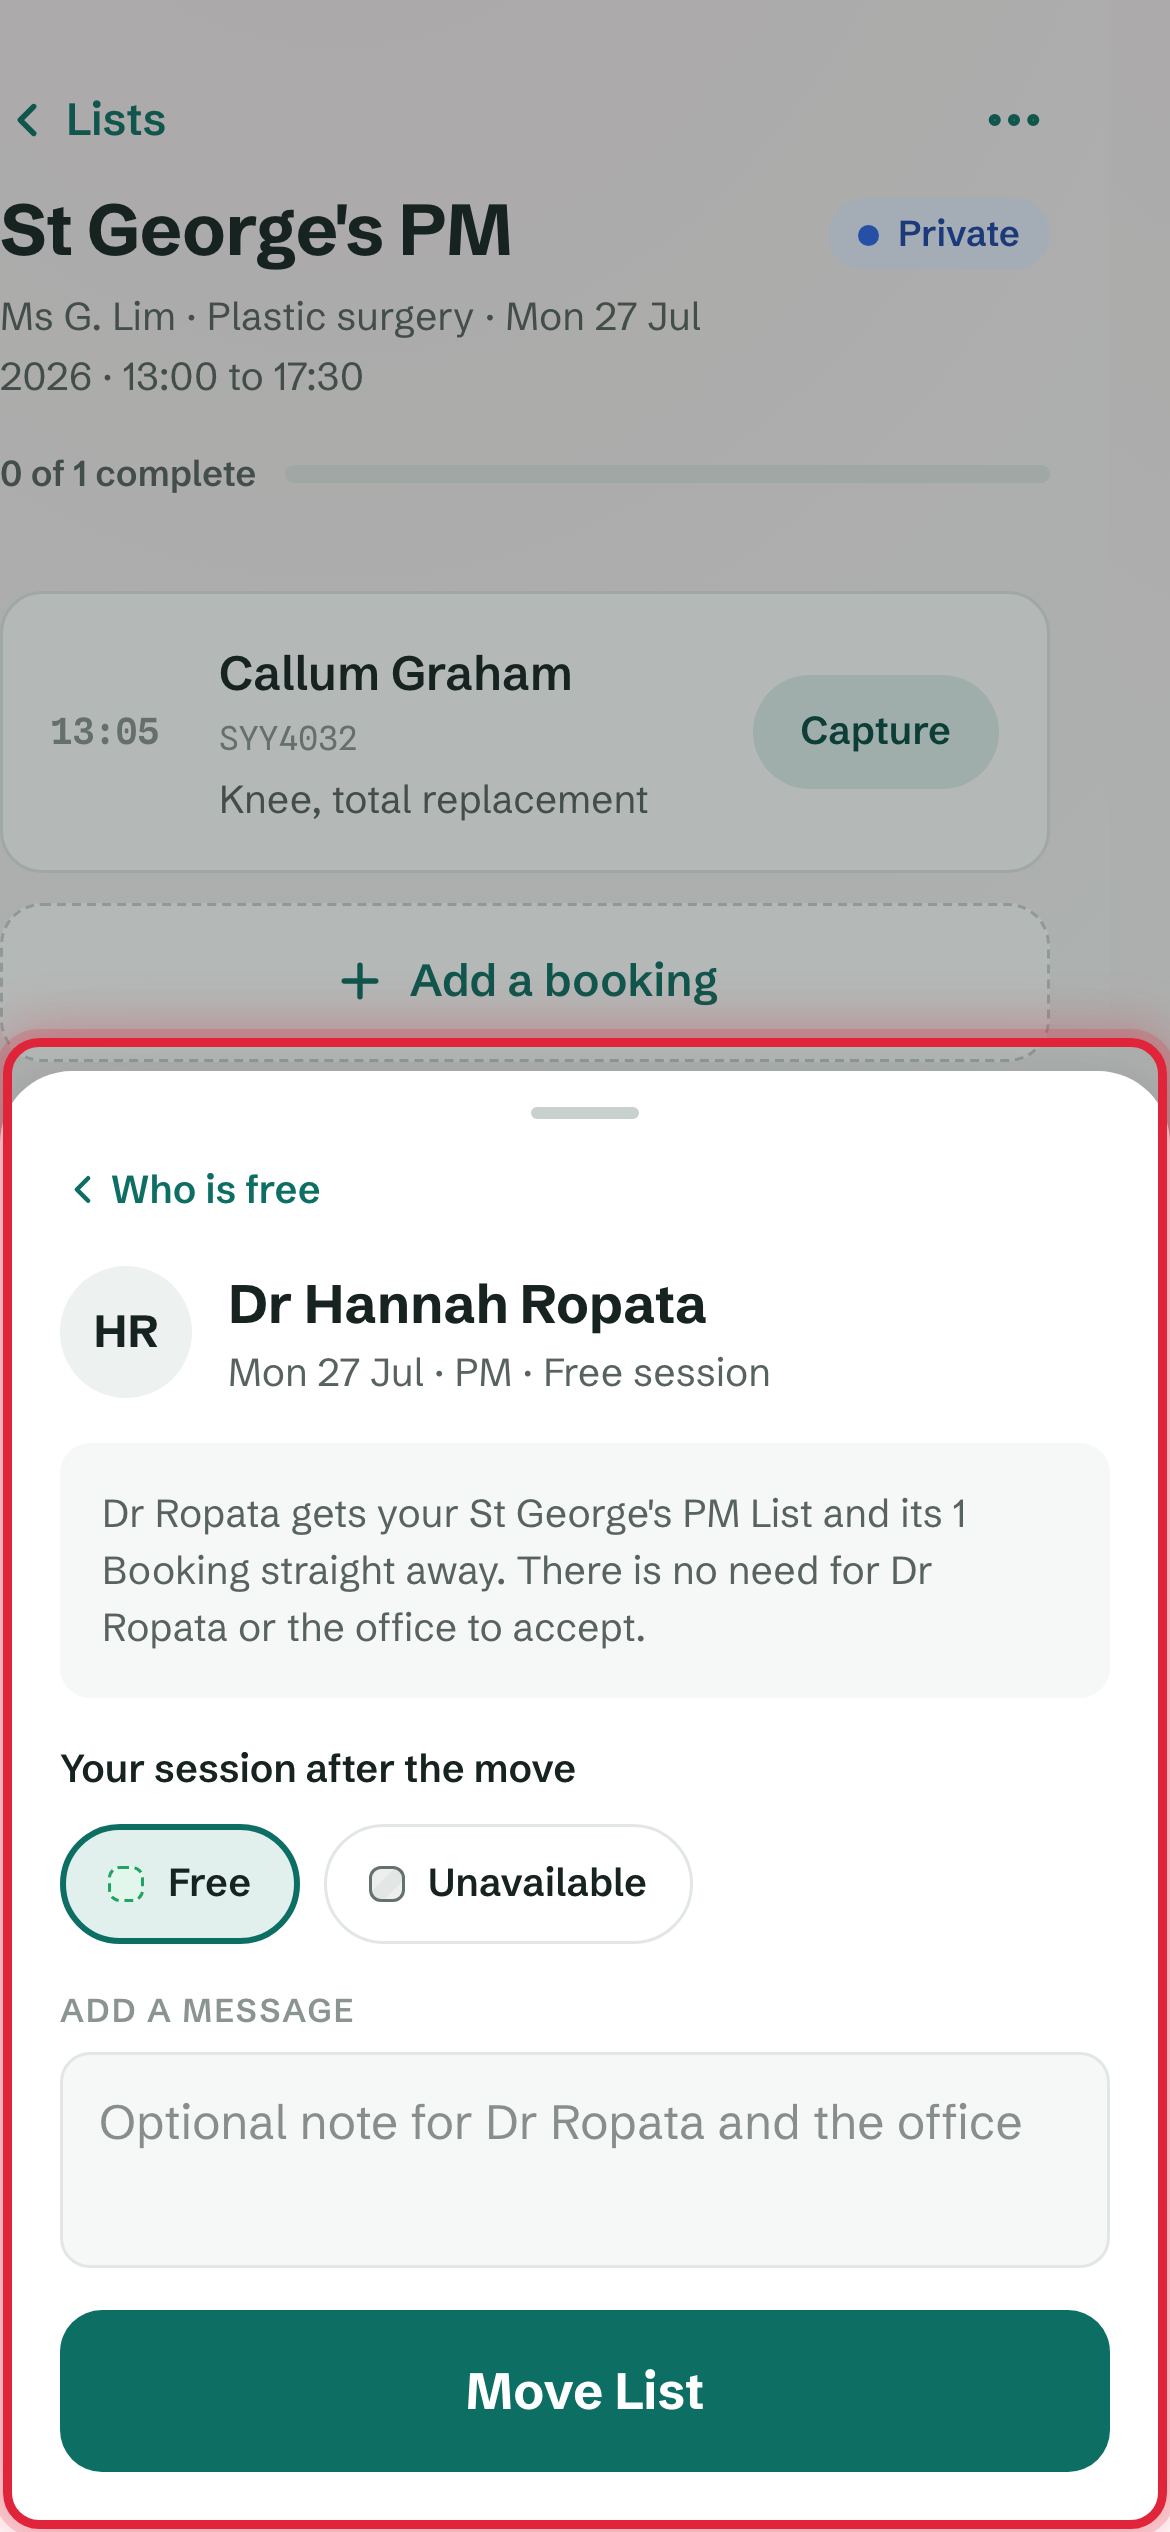 Lists
St George's PM
Private
Ms G. Lim · Plastic surgery · Mon 27 Jul
2026 · 13:00 to 17:30
0 of 1 complete
13:05
Callum Graham
SYY4032
Knee, total replacement
Capture
Add a booking
Who is free
HR
Dr Hannah Ropata
Mon 27 Jul · PM · Free session
Dr Ropata gets your St George's PM List and its 1
Booking straight away. There is no need for Dr
Ropata or the office to accept.
Your session after the move
Free
Unavailable
ADD A MESSAGE
Optional note for Dr Ropata and the office
Move List